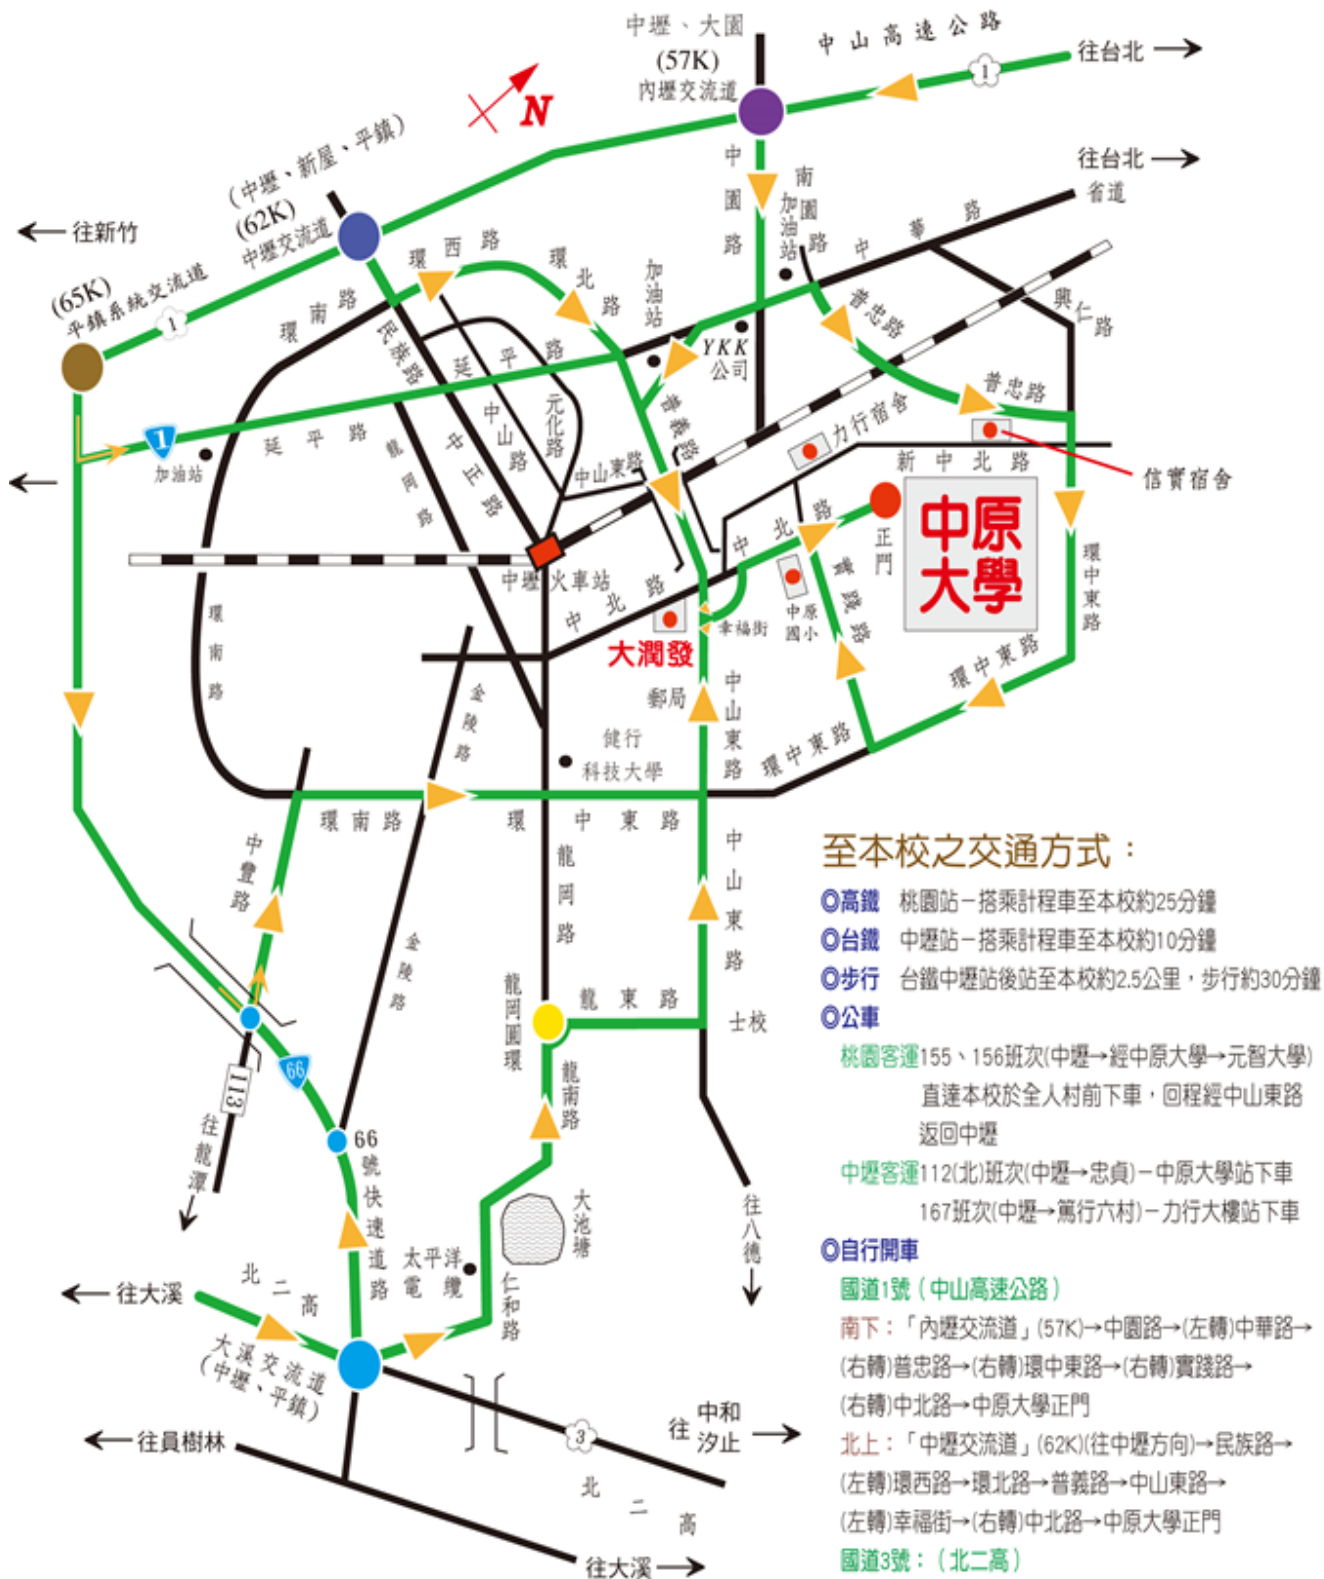 中壢、大園
(57K)
內壢交流道
中山高速公路
1
往台北
往台北
省道
N
(中壢、新屋、平鎮)
(62K)
中壢交流道
往新竹
(65K)
平鎮系統交流道
1
環南路
環西路
環北路
加油站
中園路
南園路
加油站
中華路
普忠路
興仁路
普忠路
民族路
延平路
YKK
公司
普義路
力行宿舍
新中北路
信實宿舍
1
加油站
延平路
龍岡路
中正路
中山路
元化路
中山東路
中北路
正門
中原
大學
環中東路
中壢火車站
中北路
大潤發
幸福街
中原
國小
實踐路
環南路
金陵路
郵局
中山東路
環中東路
環中東路
健行
科技大學
環南路
環中東路
中豐路
龍岡路
中山東路
金陵路
龍岡圓環
龍東路
士校
66
113
往龍潭
66
號快速道路
龍南路
大池塘
太平洋
電纜
仁和路
往八德
往大溪
北二高
大溪交流道
(中壢、平鎮)
往員樹林
3
往中和
汐止
北二高
往大溪
至本校之交通方式：
◎高鐵 桃園站－搭乘計程車至本校約25分鐘
◎台鐵 中壢站－搭乘計程車至本校約10分鐘
◎步行 台鐵中壢站後站至本校約2.5公里，步行約30分鐘
◎公車
桃園客運155、156班次(中壢→經中原大學→元智大學)
直達本校於全人村前下車，回程經中山東路
返回中壢
中壢客運112(北)班次(中壢→忠貞)－中原大學站下車
167班次(中壢→篤行六村)－力行大樓站下車
◎自行開車
國道1號（中山高速公路）
南下：「內壢交流道」(57K)→中園路→(左轉)中華路→
(右轉)普忠路→(右轉)環中東路→(右轉)實踐路→
(右轉)中北路→中原大學正門
北上：「中壢交流道」(62K)(往中壢方向)→民族路→
(左轉)環西路→環北路→普義路→中山東路→
(左轉)幸福街→(右轉)中北路→中原大學正門
國道3號：（北二高）